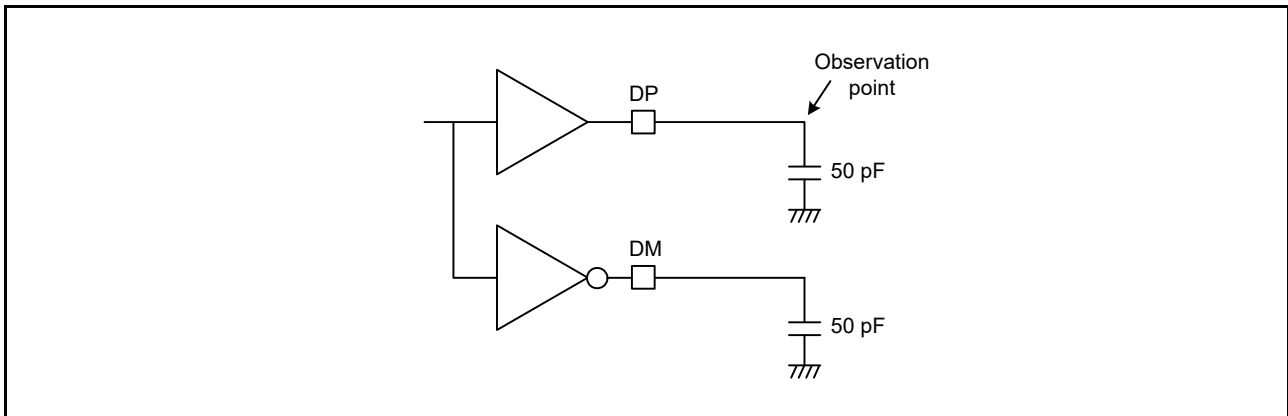 Observation
point
DP
50 pF
DM
50 pF